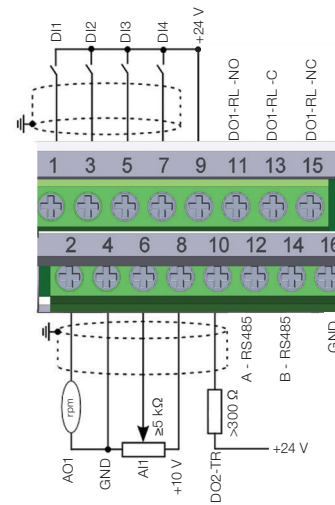 DI1
DI2
DI3
DI4
+24 V
DO1-RL -NO
DO1-RL -C
DO1-RL -NC
1 3 5 7 9 11 13 15
2 4 6 8 10 12 14 16
rpm
AO1
GND
AI1
≥5 kΩ
+10 V
DO2-TR
>300 Ω
A - RS485
B - RS485
GND
+24 V